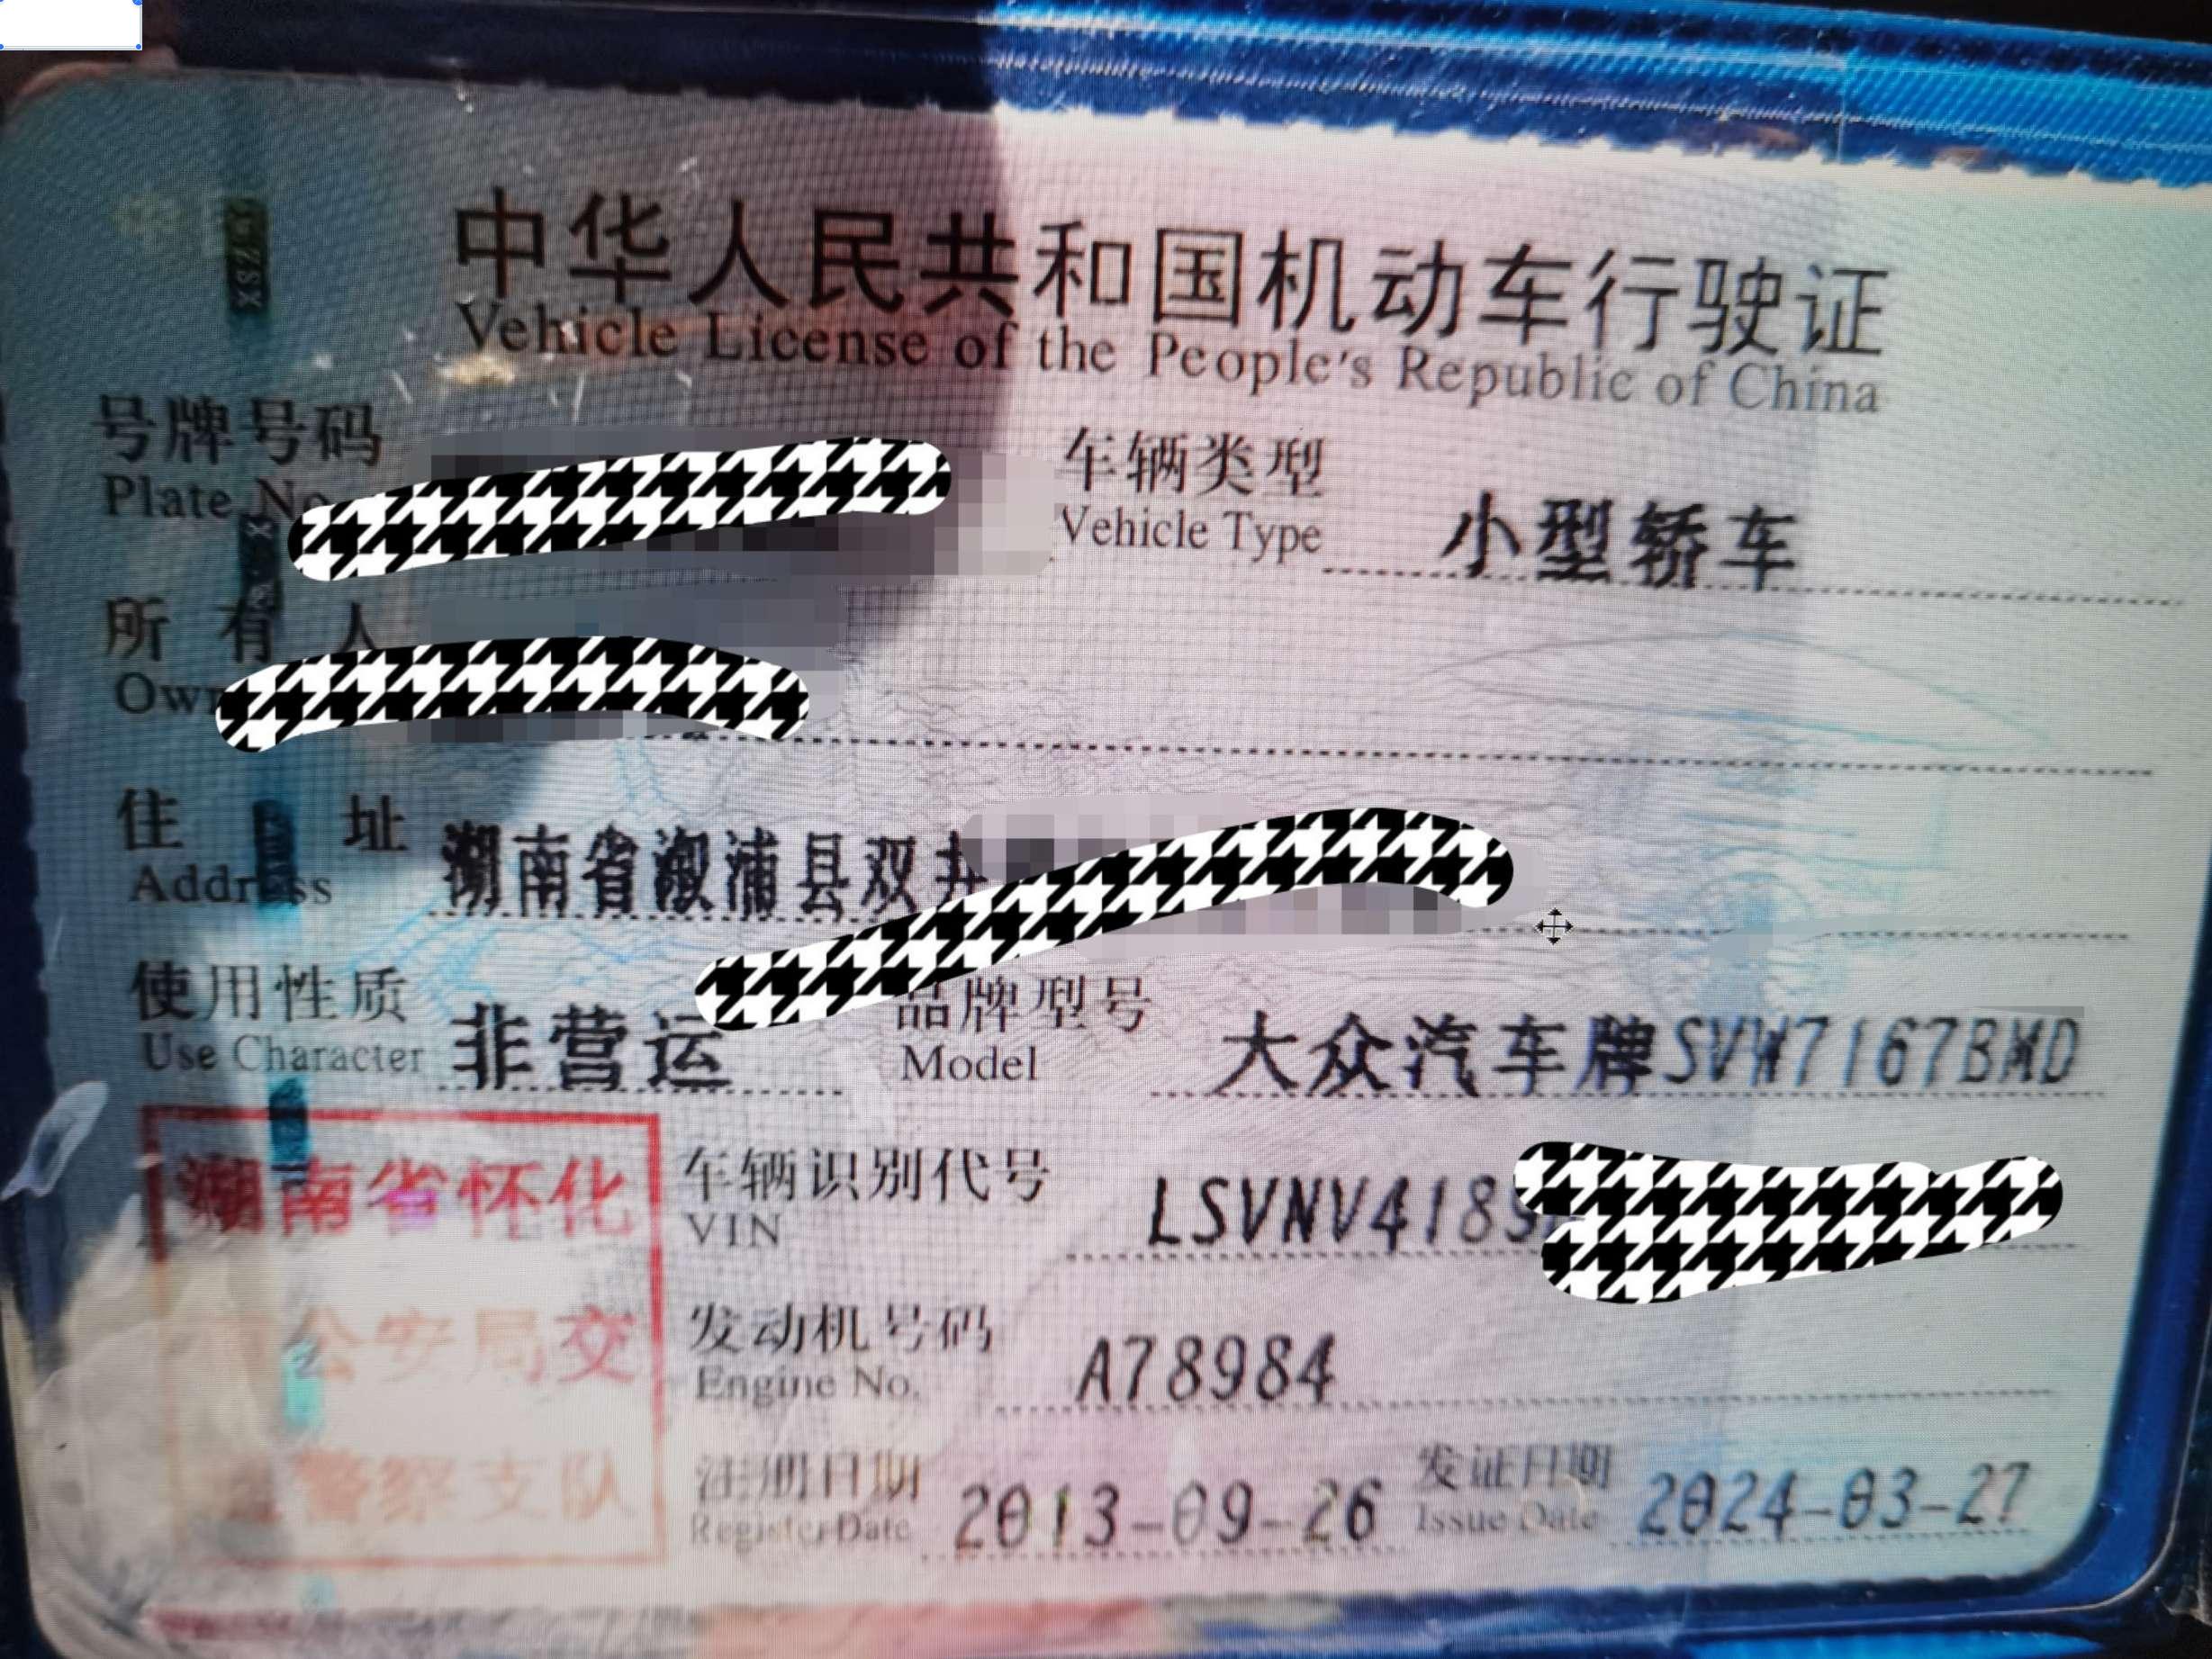 中华人民共和国机动车行驶证
Vehicle License of the People's Republic of China
号牌号码
Plate No
车辆类型
Vehicle Type
小型轿车
所有人
Own
住址
Address
湖南省溆浦县双井
使用性质
Use Character
非营运
品牌型号
Model
大众汽车牌SVW7167BMD
湖南省怀化
公安局交
警察支队
车辆识别代号
VIN
LSVNV4189
发动机号码
Engine No.
A78984
注册日期
Register Date
2013-09-26
发证日期
Issue Date
2024-03-27